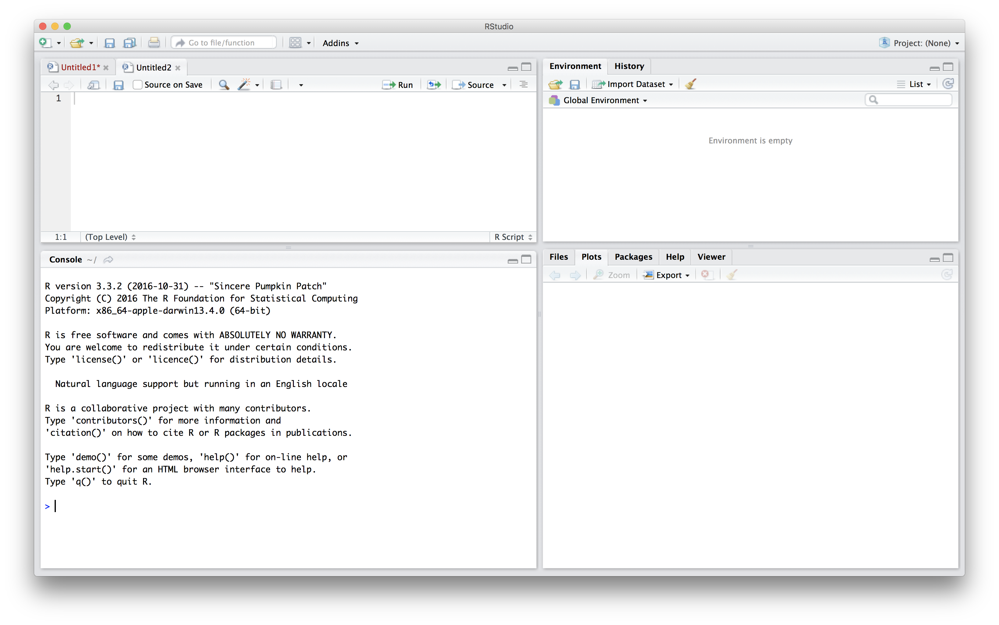 RStudio
Go to file/function
Addins
Project: (None)
Untitled1*
Untitled2
Source on Save
Run
Source
1
1:1 (Top Level)
R Script
Environment History
Import Dataset
List
Global Environment
Environment is empty
Console ~/
R version 3.3.2 (2016-10-31) -- "Sincere Pumpkin Patch"
Copyright (C) 2016 The R Foundation for Statistical Computing
Platform: x86_64-apple-darwin13.4.0 (64-bit)
R is free software and comes with ABSOLUTELY NO WARRANTY.
You are welcome to redistribute it under certain conditions.
Type 'license()' or 'licence()' for distribution details.
Natural language support but running in an English locale
R is a collaborative project with many contributors.
Type 'contributors()' for more information and
'citation()' on how to cite R or R packages in publications.
Type 'demo()' for some demos, 'help()' for on-line help, or
'help.start()' for an HTML browser interface to help.
Type 'q()' to quit R.
>
Files Plots Packages Help Viewer
Zoom Export